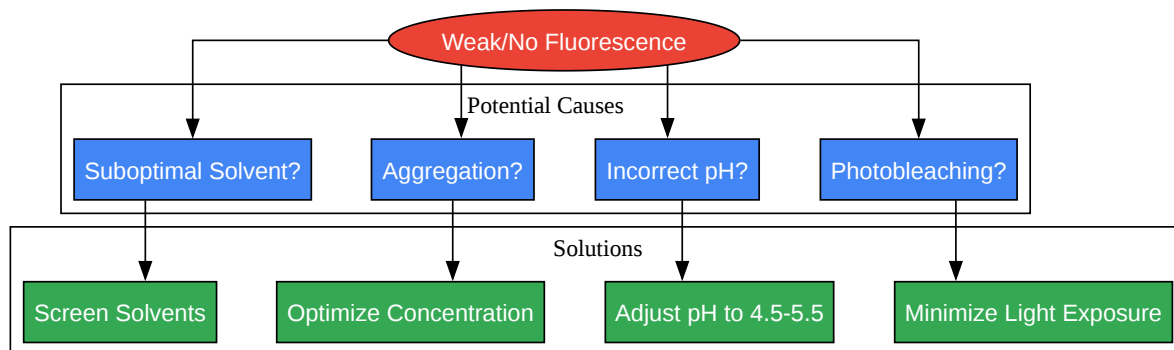 Weak/No Fluorescence
Potential Causes
Suboptimal Solvent?
Aggregation?
Incorrect pH?
Photobleaching?
Solutions
Screen Solvents
Optimize Concentration
Adjust pH to 4.5-5.5
Minimize Light Exposure